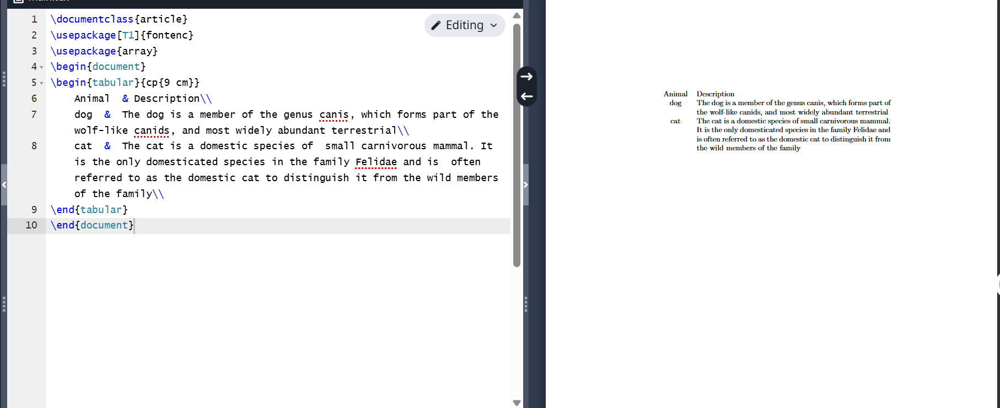 1 \documentclass{article}
Editing
2 \usepackage[T1]{fontenc}
3 \usepackage{array}
4 \begin{document}
5 \begin{tabular}{cp{9 cm}}
6 Animal & Description\\
7 dog & The dog is a member of the genus canis, which forms part of the
wolf-like canids, and most widely abundant terrestrial\\
8 cat & The cat is a domestic species of small carnivorous mammal. It
is the only domesticated species in the family Felidae and is often
referred to as the domestic cat to distinguish it from the wild members
of the family\\
9 \end{tabular}
10 \end{document}
Animal Description
dog The dog is a member of the genus canis, which forms part of
the wolf-like canids, and most widely abundant terrestrial
cat The cat is a domestic species of small carnivorous mammal.
It is the only domesticated species in the family Felidae and
is often referred to as the domestic cat to distinguish it from
the wild members of the family